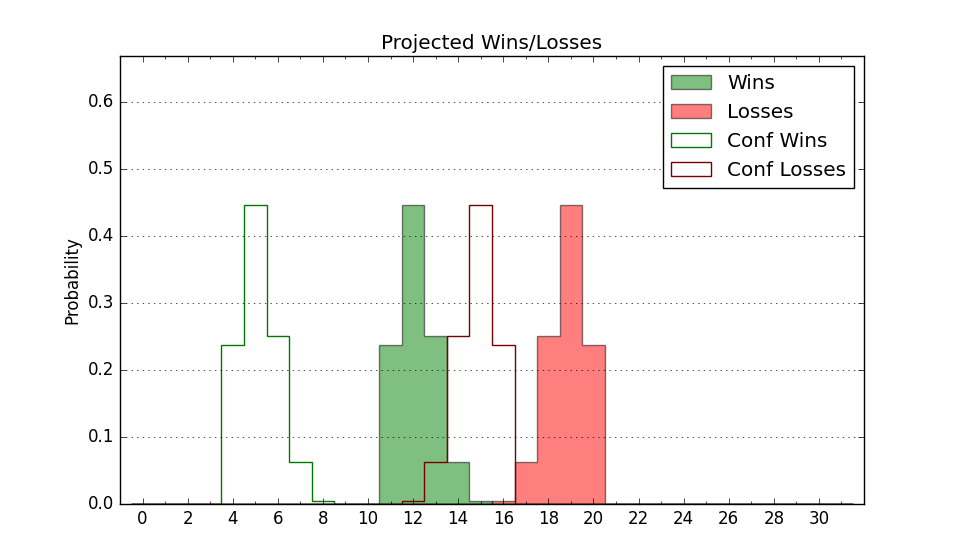 Projected Wins/Losses
Wins
Losses
Conf Wins
Conf Losses
Probability
0.6
0.5
0.4
0.3
0.2
0.1
0.0
0 2 4 6 8 10 12 14 16 18 20 22 24 26 28 30